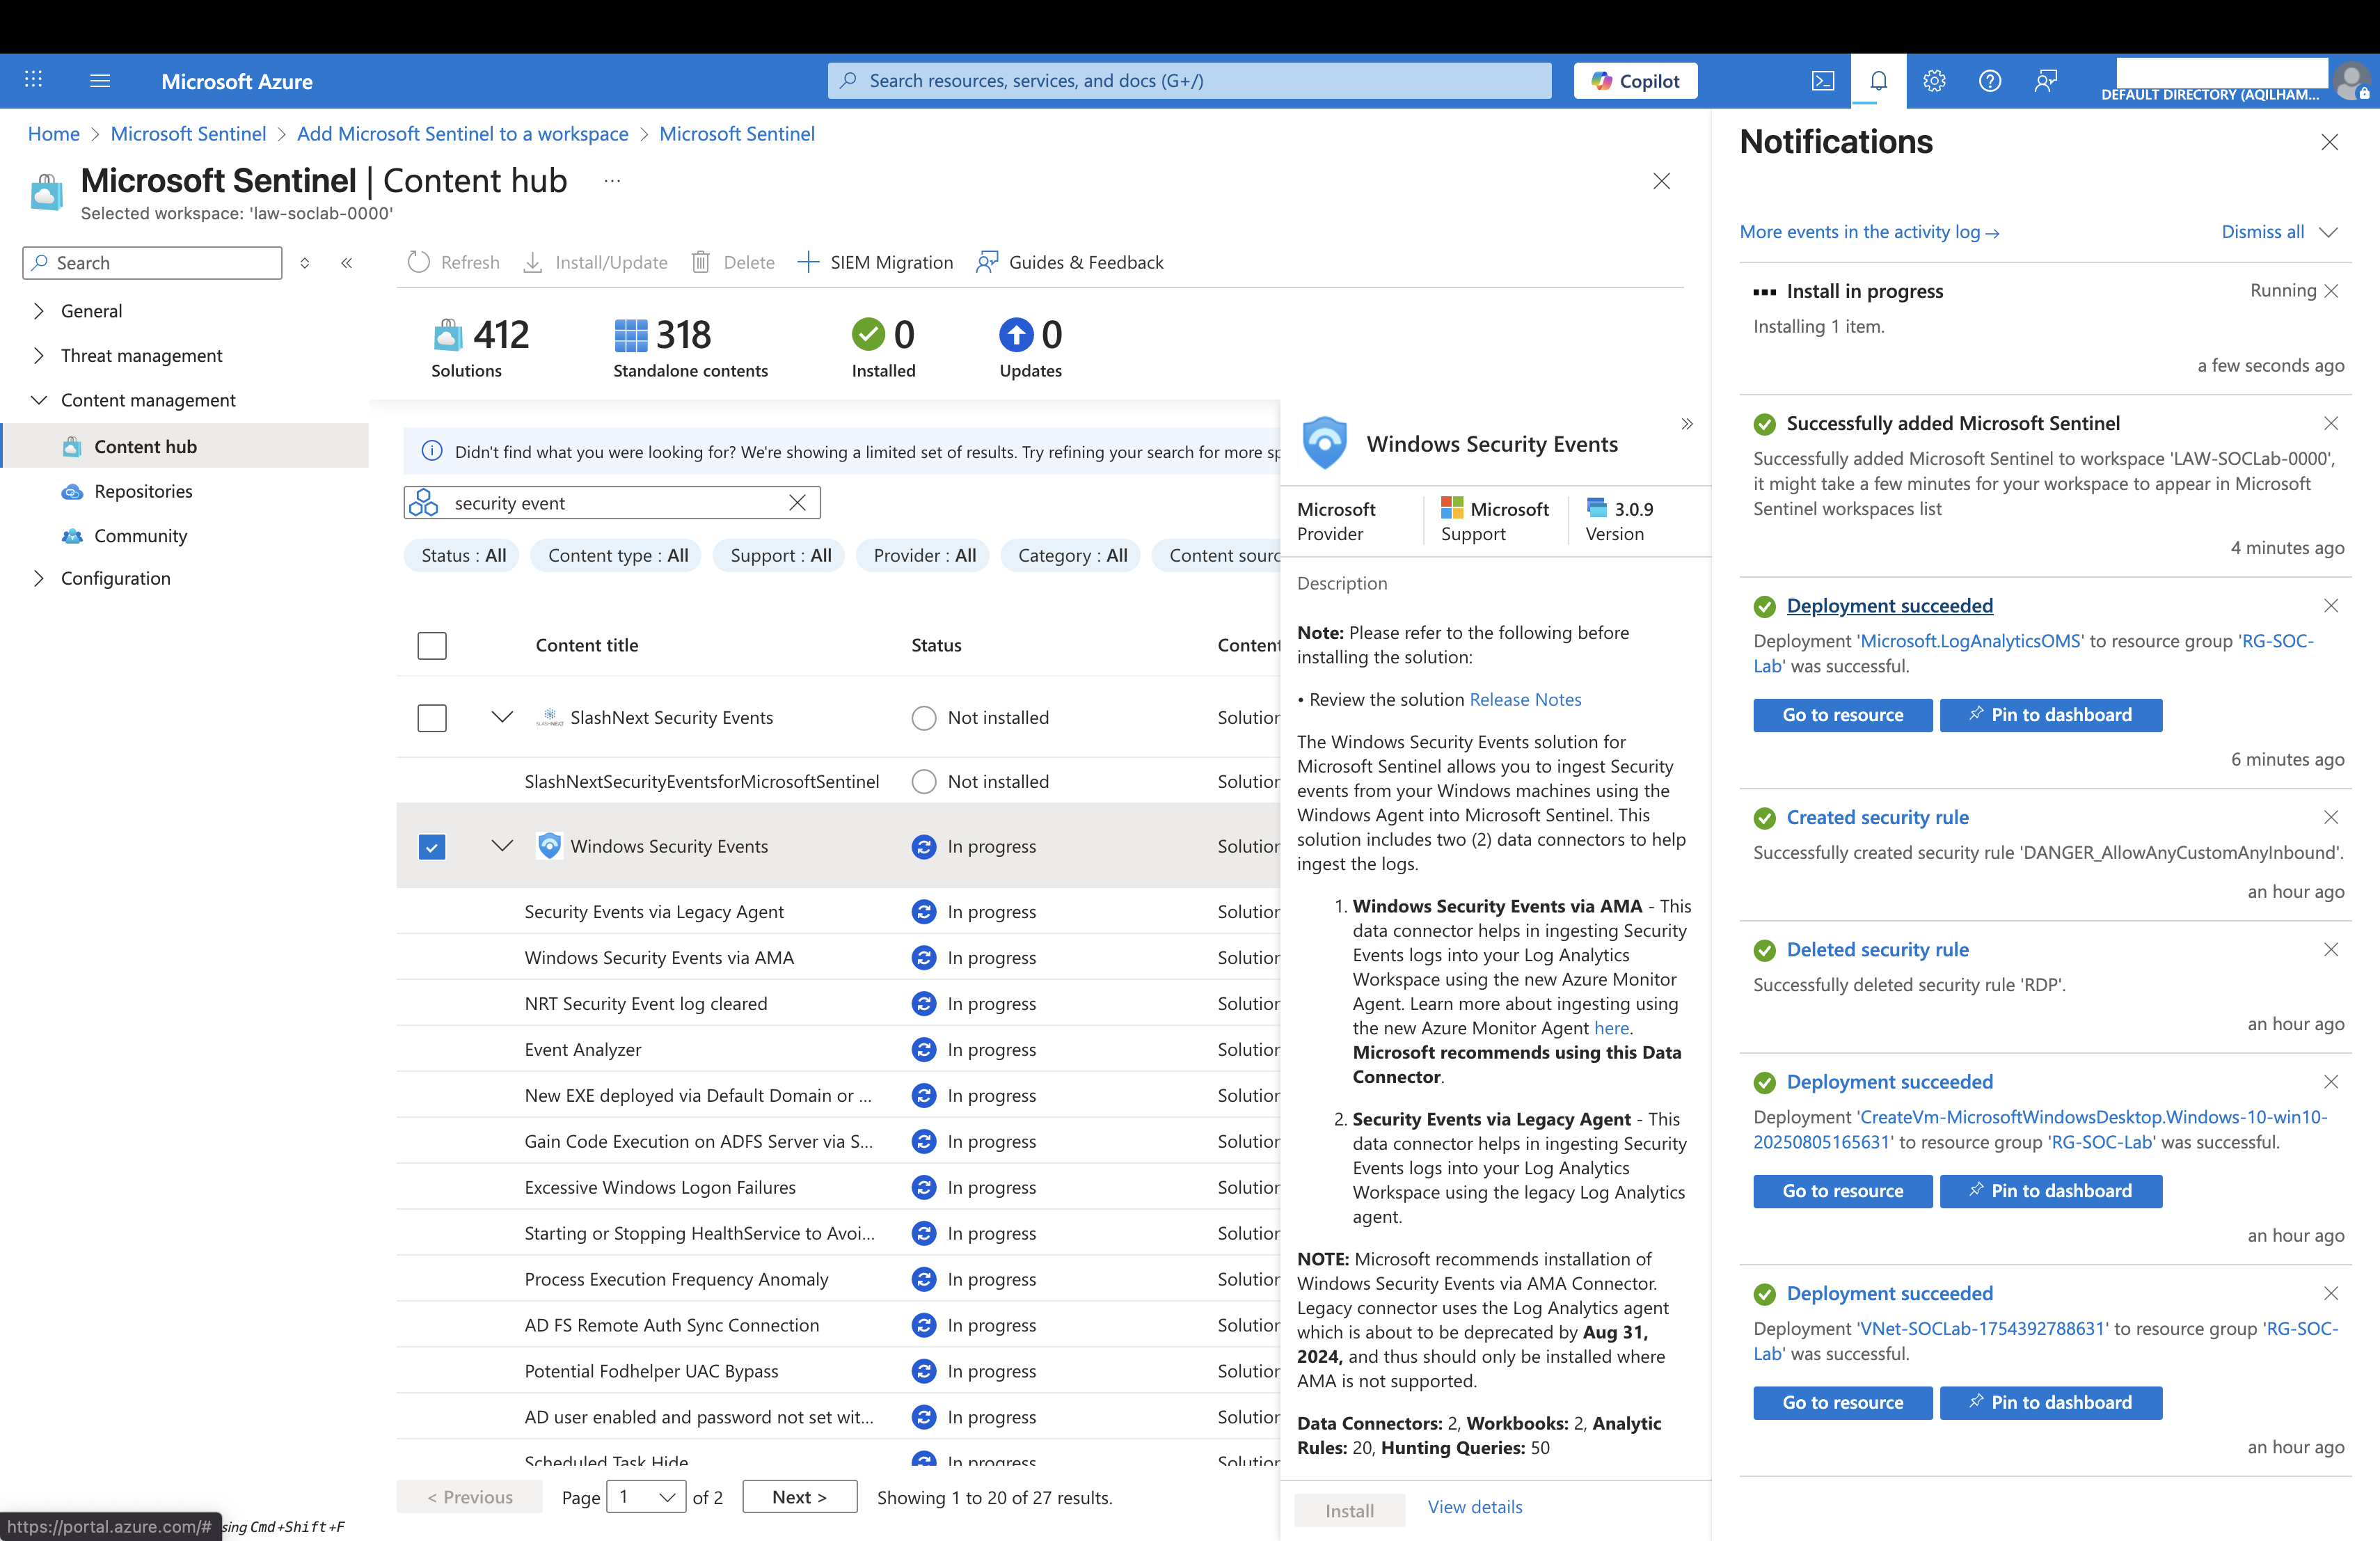 Microsoft Azure
Search resources, services, and docs (G+/)
Copilot
DEFAULT DIRECTORY (AQILHAM...
Home > Microsoft Sentinel > Add Microsoft Sentinel to a workspace > Microsoft Sentinel
Microsoft Sentinel | Content hub ...
Selected workspace: 'law-soclab-0000'
Search
General
Threat management
Content management
Content hub
Repositories
Community
Configuration
Refresh
Install/Update
Delete
SIEM Migration
Guides & Feedback
412
Solutions
318
Standalone contents
0
Installed
0
Updates
Didn't find what you were looking for? We're showing a limited set of results. Try refining your search for more sp
security event
Status : All
Content type : All
Support : All
Provider : All
Category : All
Content sourc
Content title Status Content
SlashNext Security Events Not installed Solution
SlashNextSecurityEventsforMicrosoftSentinel Not installed Solution
Windows Security Events In progress Solution
Security Events via Legacy Agent In progress Solution
Windows Security Events via AMA In progress Solution
NRT Security Event log cleared In progress Solution
Event Analyzer In progress Solution
New EXE deployed via Default Domain or ... In progress Solution
Gain Code Execution on ADFS Server via S... In progress Solution
Excessive Windows Logon Failures In progress Solution
Starting or Stopping HealthService to Avoi... In progress Solution
Process Execution Frequency Anomaly In progress Solution
AD FS Remote Auth Sync Connection In progress Solution
Potential Fodhelper UAC Bypass In progress Solution
AD user enabled and password not set wit... In progress Solution
Scheduled Task Hide In progress Solution
< Previous
Page 1 of 2
Next >
Showing 1 to 20 of 27 results.
https://portal.azure.com/#
sing Cmd+Shift+F
Windows Security Events
Microsoft
Provider
Microsoft
Support
3.0.9
Version
Description
Note: Please refer to the following before
installing the solution:
• Review the solution Release Notes
The Windows Security Events solution for
Microsoft Sentinel allows you to ingest Security
events from your Windows machines using the
Windows Agent into Microsoft Sentinel. This
solution includes two (2) data connectors to help
ingest the logs.
1. Windows Security Events via AMA - This
data connector helps in ingesting Security
Events logs into your Log Analytics
Workspace using the new Azure Monitor
Agent. Learn more about ingesting using
the new Azure Monitor Agent here.
Microsoft recommends using this Data
Connector.
2. Security Events via Legacy Agent - This
data connector helps in ingesting Security
Events logs into your Log Analytics
Workspace using the legacy Log Analytics
agent.
NOTE: Microsoft recommends installation of
Windows Security Events via AMA Connector.
Legacy connector uses the Log Analytics agent
which is about to be deprecated by Aug 31,
2024, and thus should only be installed where
AMA is not supported.
Data Connectors: 2, Workbooks: 2, Analytic
Rules: 20, Hunting Queries: 50
Install
View details
Notifications
More events in the activity log →
Dismiss all
Install in progress
Running
Installing 1 item.
a few seconds ago
Successfully added Microsoft Sentinel
Successfully added Microsoft Sentinel to workspace 'LAW-SOCLab-0000',
it might take a few minutes for your workspace to appear in Microsoft
Sentinel workspaces list
4 minutes ago
Deployment succeeded
Deployment 'Microsoft.LogAnalyticsOMS' to resource group 'RG-SOC-
Lab' was successful.
Go to resource
Pin to dashboard
6 minutes ago
Created security rule
Successfully created security rule 'DANGER_AllowAnyCustomAnyInbound'.
an hour ago
Deleted security rule
Successfully deleted security rule 'RDP'.
an hour ago
Deployment succeeded
Deployment 'CreateVm-MicrosoftWindowsDesktop.Windows-10-win10-
20250805165631' to resource group 'RG-SOC-Lab' was successful.
Go to resource
Pin to dashboard
an hour ago
Deployment succeeded
Deployment 'VNet-SOCLab-1754392788631' to resource group 'RG-SOC-
Lab' was successful.
Go to resource
Pin to dashboard
an hour ago